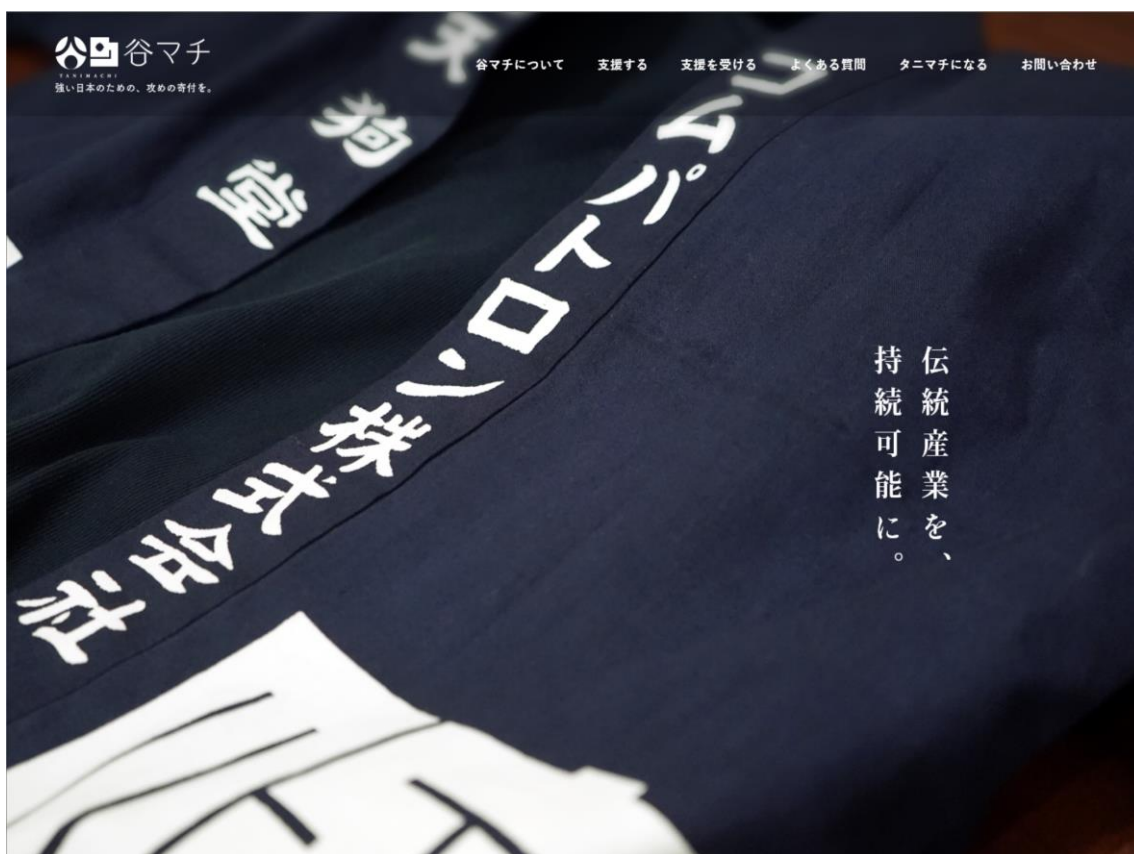 谷マチ
TANIMACHI
強い日本のための、攻めの寄付を。
谷マチについて
支援する
支援を受ける
よくある質問
タニマチになる
お問い合わせ
天狗堂
コムパトロン株式会社
伝統産業を、
持続可能に。